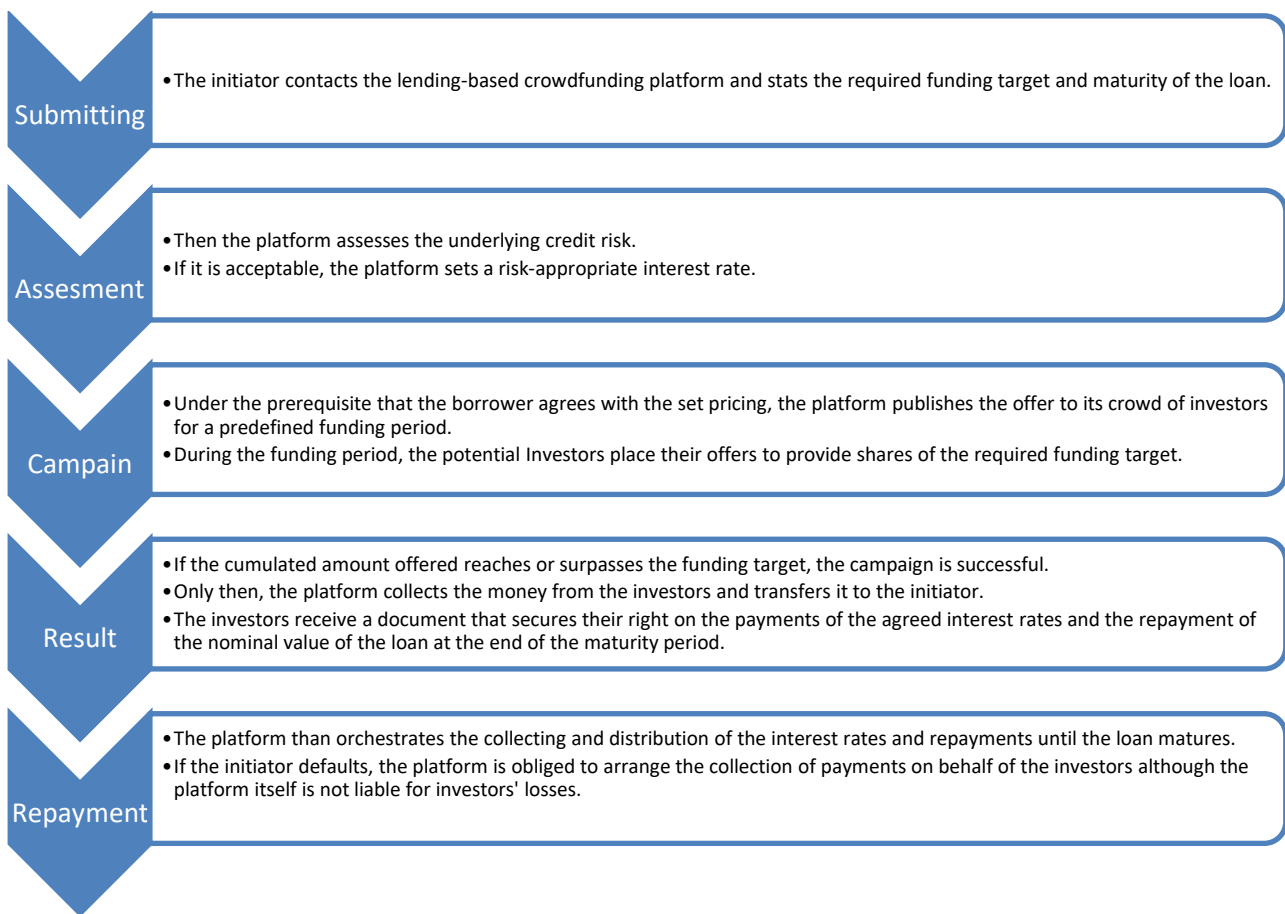 Submitting
•The initiator contacts the lending-based crowdfunding platform and stats the required funding target and maturity of the loan.
Assesment
•Then the platform assesses the underlying credit risk.
•If it is acceptable, the platform sets a risk-appropriate interest rate.
Campain
•Under the prerequisite that the borrower agrees with the set pricing, the platform publishes the offer to its crowd of investors
for a predefined funding period.
•During the funding period, the potential Investors place their offers to provide shares of the required funding target.
Result
•If the cumulated amount offered reaches or surpasses the funding target, the campaign is successful.
•Only then, the platform collects the money from the investors and transfers it to the initiator.
•The investors receive a document that secures their right on the payments of the agreed interest rates and the repayment of
the nominal value of the loan at the end of the maturity period.
Repayment
•The platform than orchestrates the collecting and distribution of the interest rates and repayments until the loan matures.
•If the initiator defaults, the platform is obliged to arrange the collection of payments on behalf of the investors although the
platform itself is not liable for investors' losses.